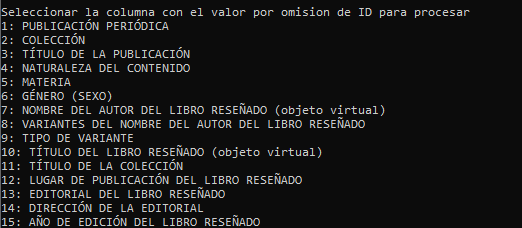 Seleccionar la columna con el valor por omision de ID para procesar
1: PUBLICACIÓN PERIÓDICA
2: COLECCIÓN
3: TÍTULO DE LA PUBLICACIÓN
4: NATURALEZA DEL CONTENIDO
5: MATERIA
6: GÉNERO (SEXO)
7: NOMBRE DEL AUTOR DEL LIBRO RESEÑADO (objeto virtual)
8: VARIANTES DEL NOMBRE DEL AUTOR DEL LIBRO RESEÑADO
9: TIPO DE VARIANTE
10: TÍTULO DEL LIBRO RESEÑADO (objeto virtual)
11: TÍTULO DE LA COLECCIÓN
12: LUGAR DE PUBLICACIÓN DEL LIBRO RESEÑADO
13: EDITORIAL DEL LIBRO RESEÑADO
14: DIRECCIÓN DE LA EDITORIAL
15: AÑO DE EDICIÓN DEL LIBRO RESEÑADO